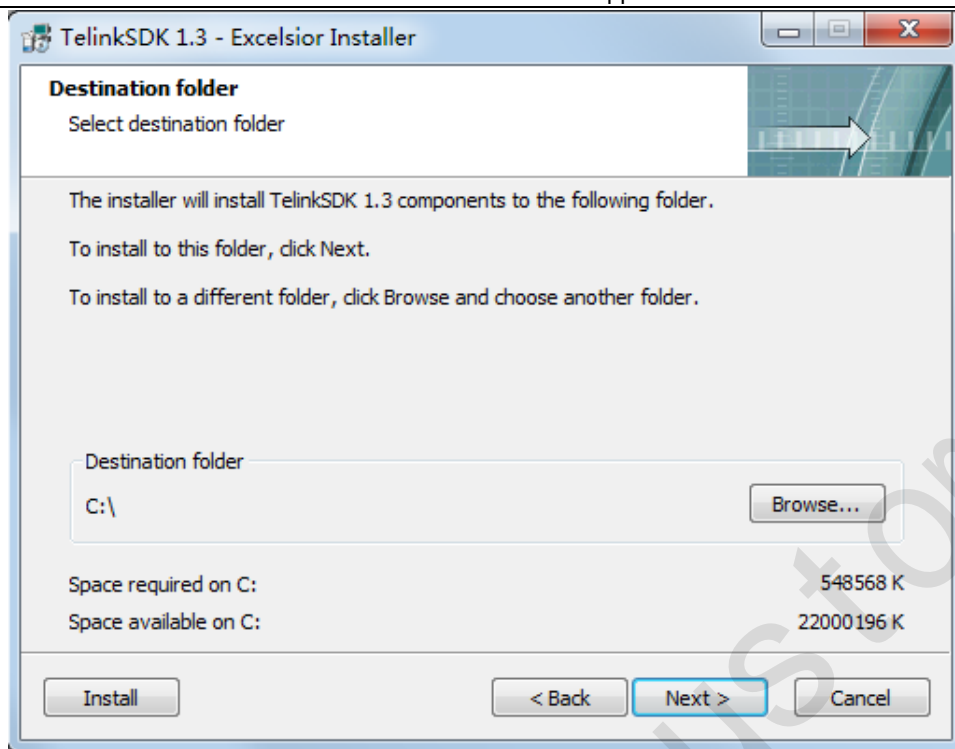 TelinkSDK 1.3 - Excelsior Installer
Destination folder
Select destination folder
The installer will install TelinkSDK 1.3 components to the following folder.
To install to this folder, click Next.
To install to a different folder, click Browse and choose another folder.
Destination folder
C:\
Browse...
Space required on C: 548568 K
Space available on C: 22000196 K
Install < Back Next > Cancel